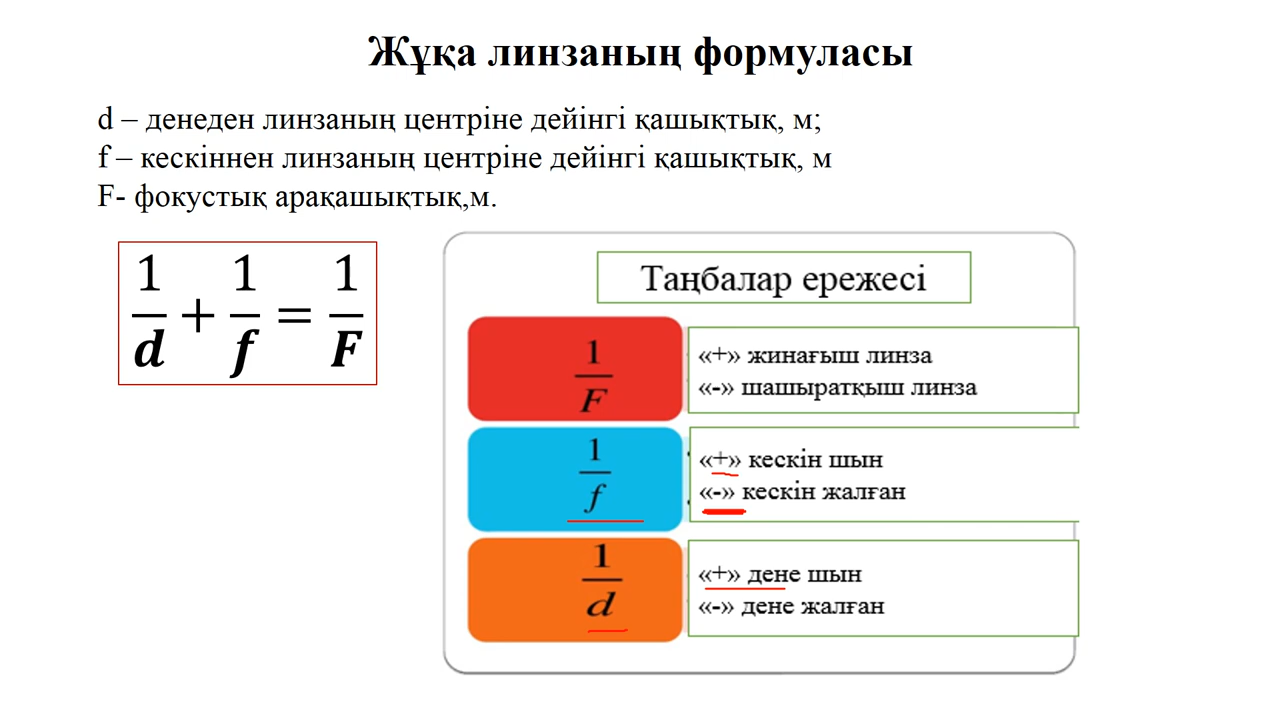 Жұқа линзаның формуласы
d – денеден линзаның центріне дейінгі қашықтық, м;
f – кескіннен линзаның центріне дейінгі қашықтық, м
F- фокустық арақашықтық,м.
1/d + 1/f = 1/F
Таңбалар ережесі
1/F
«+» жинағыш линза
«-» шашыратқыш линза
1/f
«+» кескін шын
«-» кескін жалған
1/d
«+» дене шын
«-» дене жалған